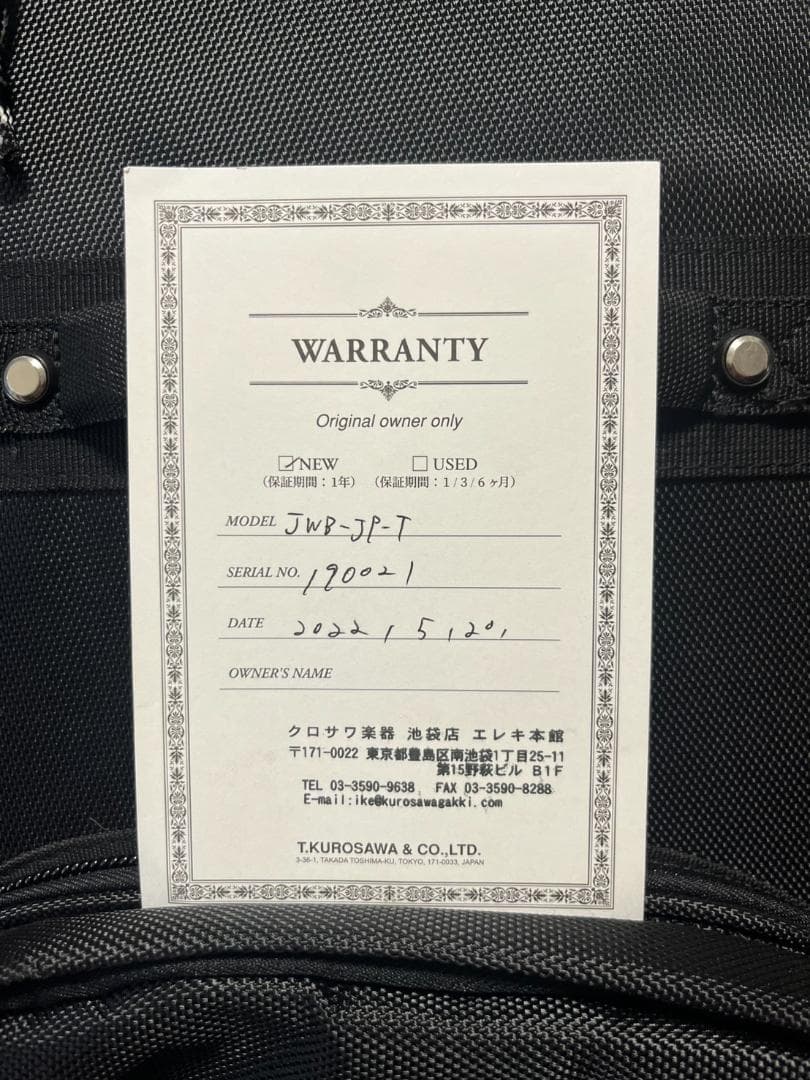 WARRANTY
Original owner only
☑NEW ☐USED
（保証期間：1年）（保証期間：1/3/6ヶ月）
MODEL JWB-JP-T
SERIAL NO. 190021
DATE 2022, 5, 20,
OWNER'S NAME
クロサワ楽器 池袋店 エレキ本館
〒171-0022 東京都豊島区南池袋1丁目25-11
第15野萩ビル B1F
TEL 03-3590-9638 FAX 03-3590-8288
E-mail:ike@kurosawagakki.com
T.KUROSAWA & CO.,LTD.
3-36-1, TAKADA TOSHIMA-KU, TOKYO, 171-0033, JAPAN